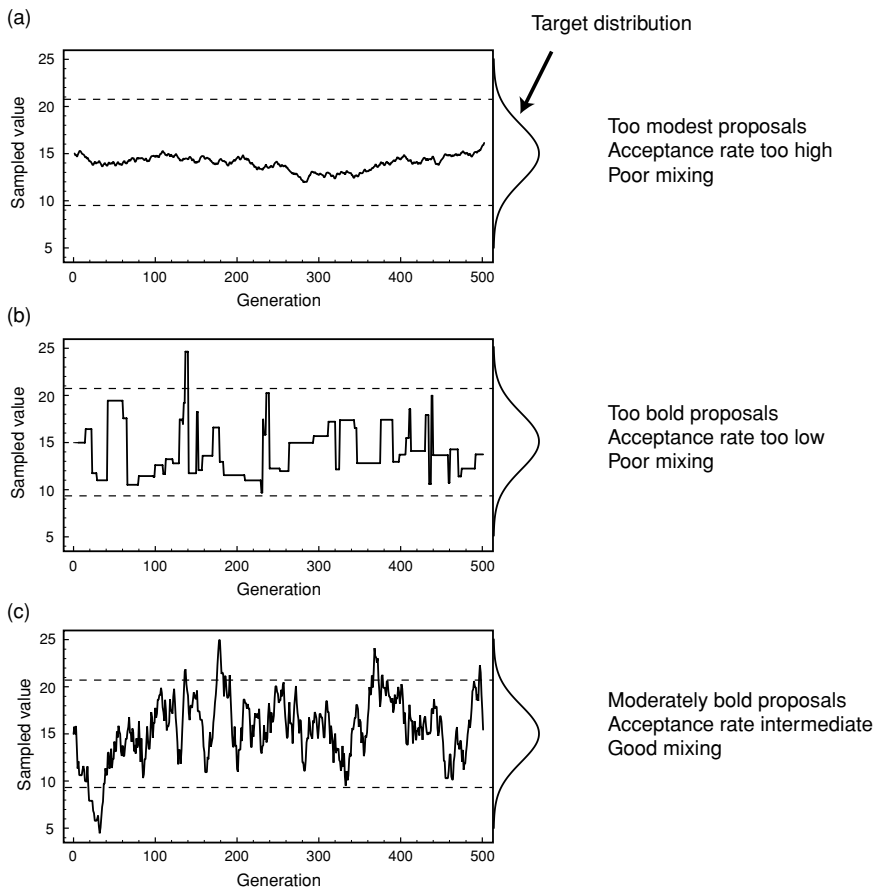 (a)
Target distribution
25
20
15
10
5
Sampled value
0 100 200 300 400 500
Generation
Too modest proposals
Acceptance rate too high
Poor mixing
(b)
25
20
15
10
5
Sampled value
0 100 200 300 400 500
Generation
Too bold proposals
Acceptance rate too low
Poor mixing
(c)
25
20
15
10
5
Sampled value
0 100 200 300 400 500
Generation
Moderately bold proposals
Acceptance rate intermediate
Good mixing